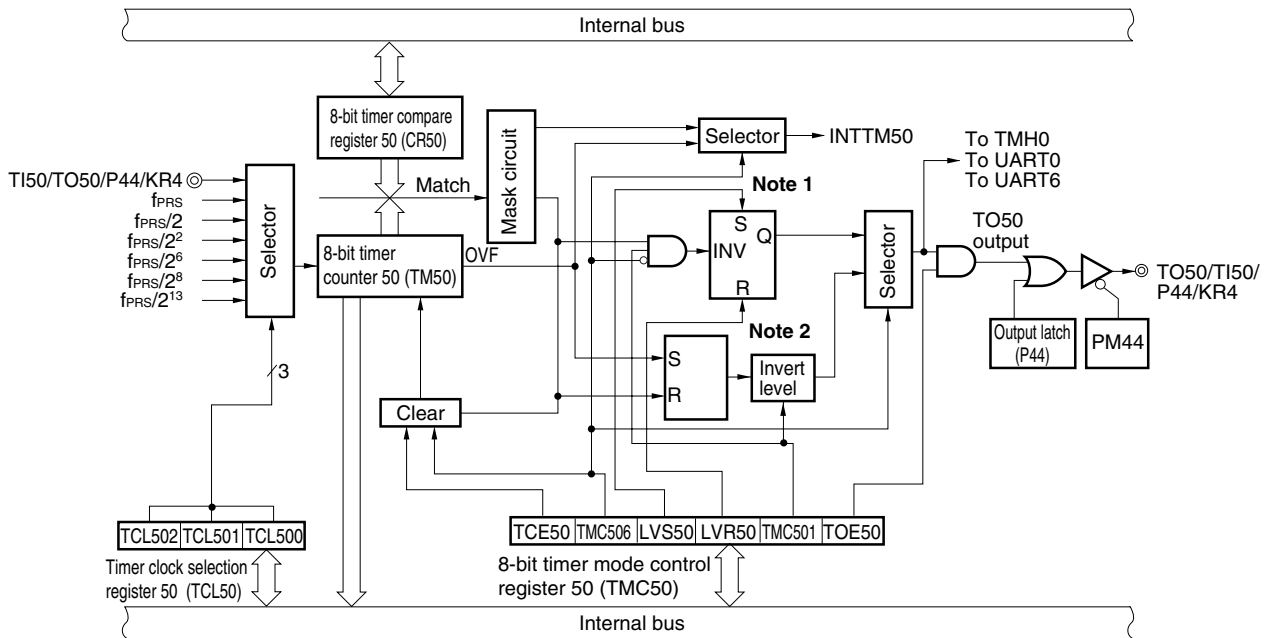 Internal bus
8-bit timer compare
register 50 (CR50)
Mask circuit
Selector
INTTM50
To TMH0
To UART0
To UART6
TI50/TO50/P44/KR4
Match
Note 1
fPRS
fPRS/2
fPRS/2²
fPRS/2⁶
fPRS/2⁸
fPRS/2¹³
Selector
8-bit timer
counter 50 (TM50)
OVF
S
INV
Q
R
Selector
TO50
output
TO50/TI50/
P44/KR4
Note 2
Output latch
(P44)
PM44
S
R
Invert
level
3
Clear
TCL502
TCL501
TCL500
Timer clock selection
register 50 (TCL50)
TCE50
TMC506
LVS50
LVR50
TMC501
TOE50
8-bit timer mode control
register 50 (TMC50)
Internal bus